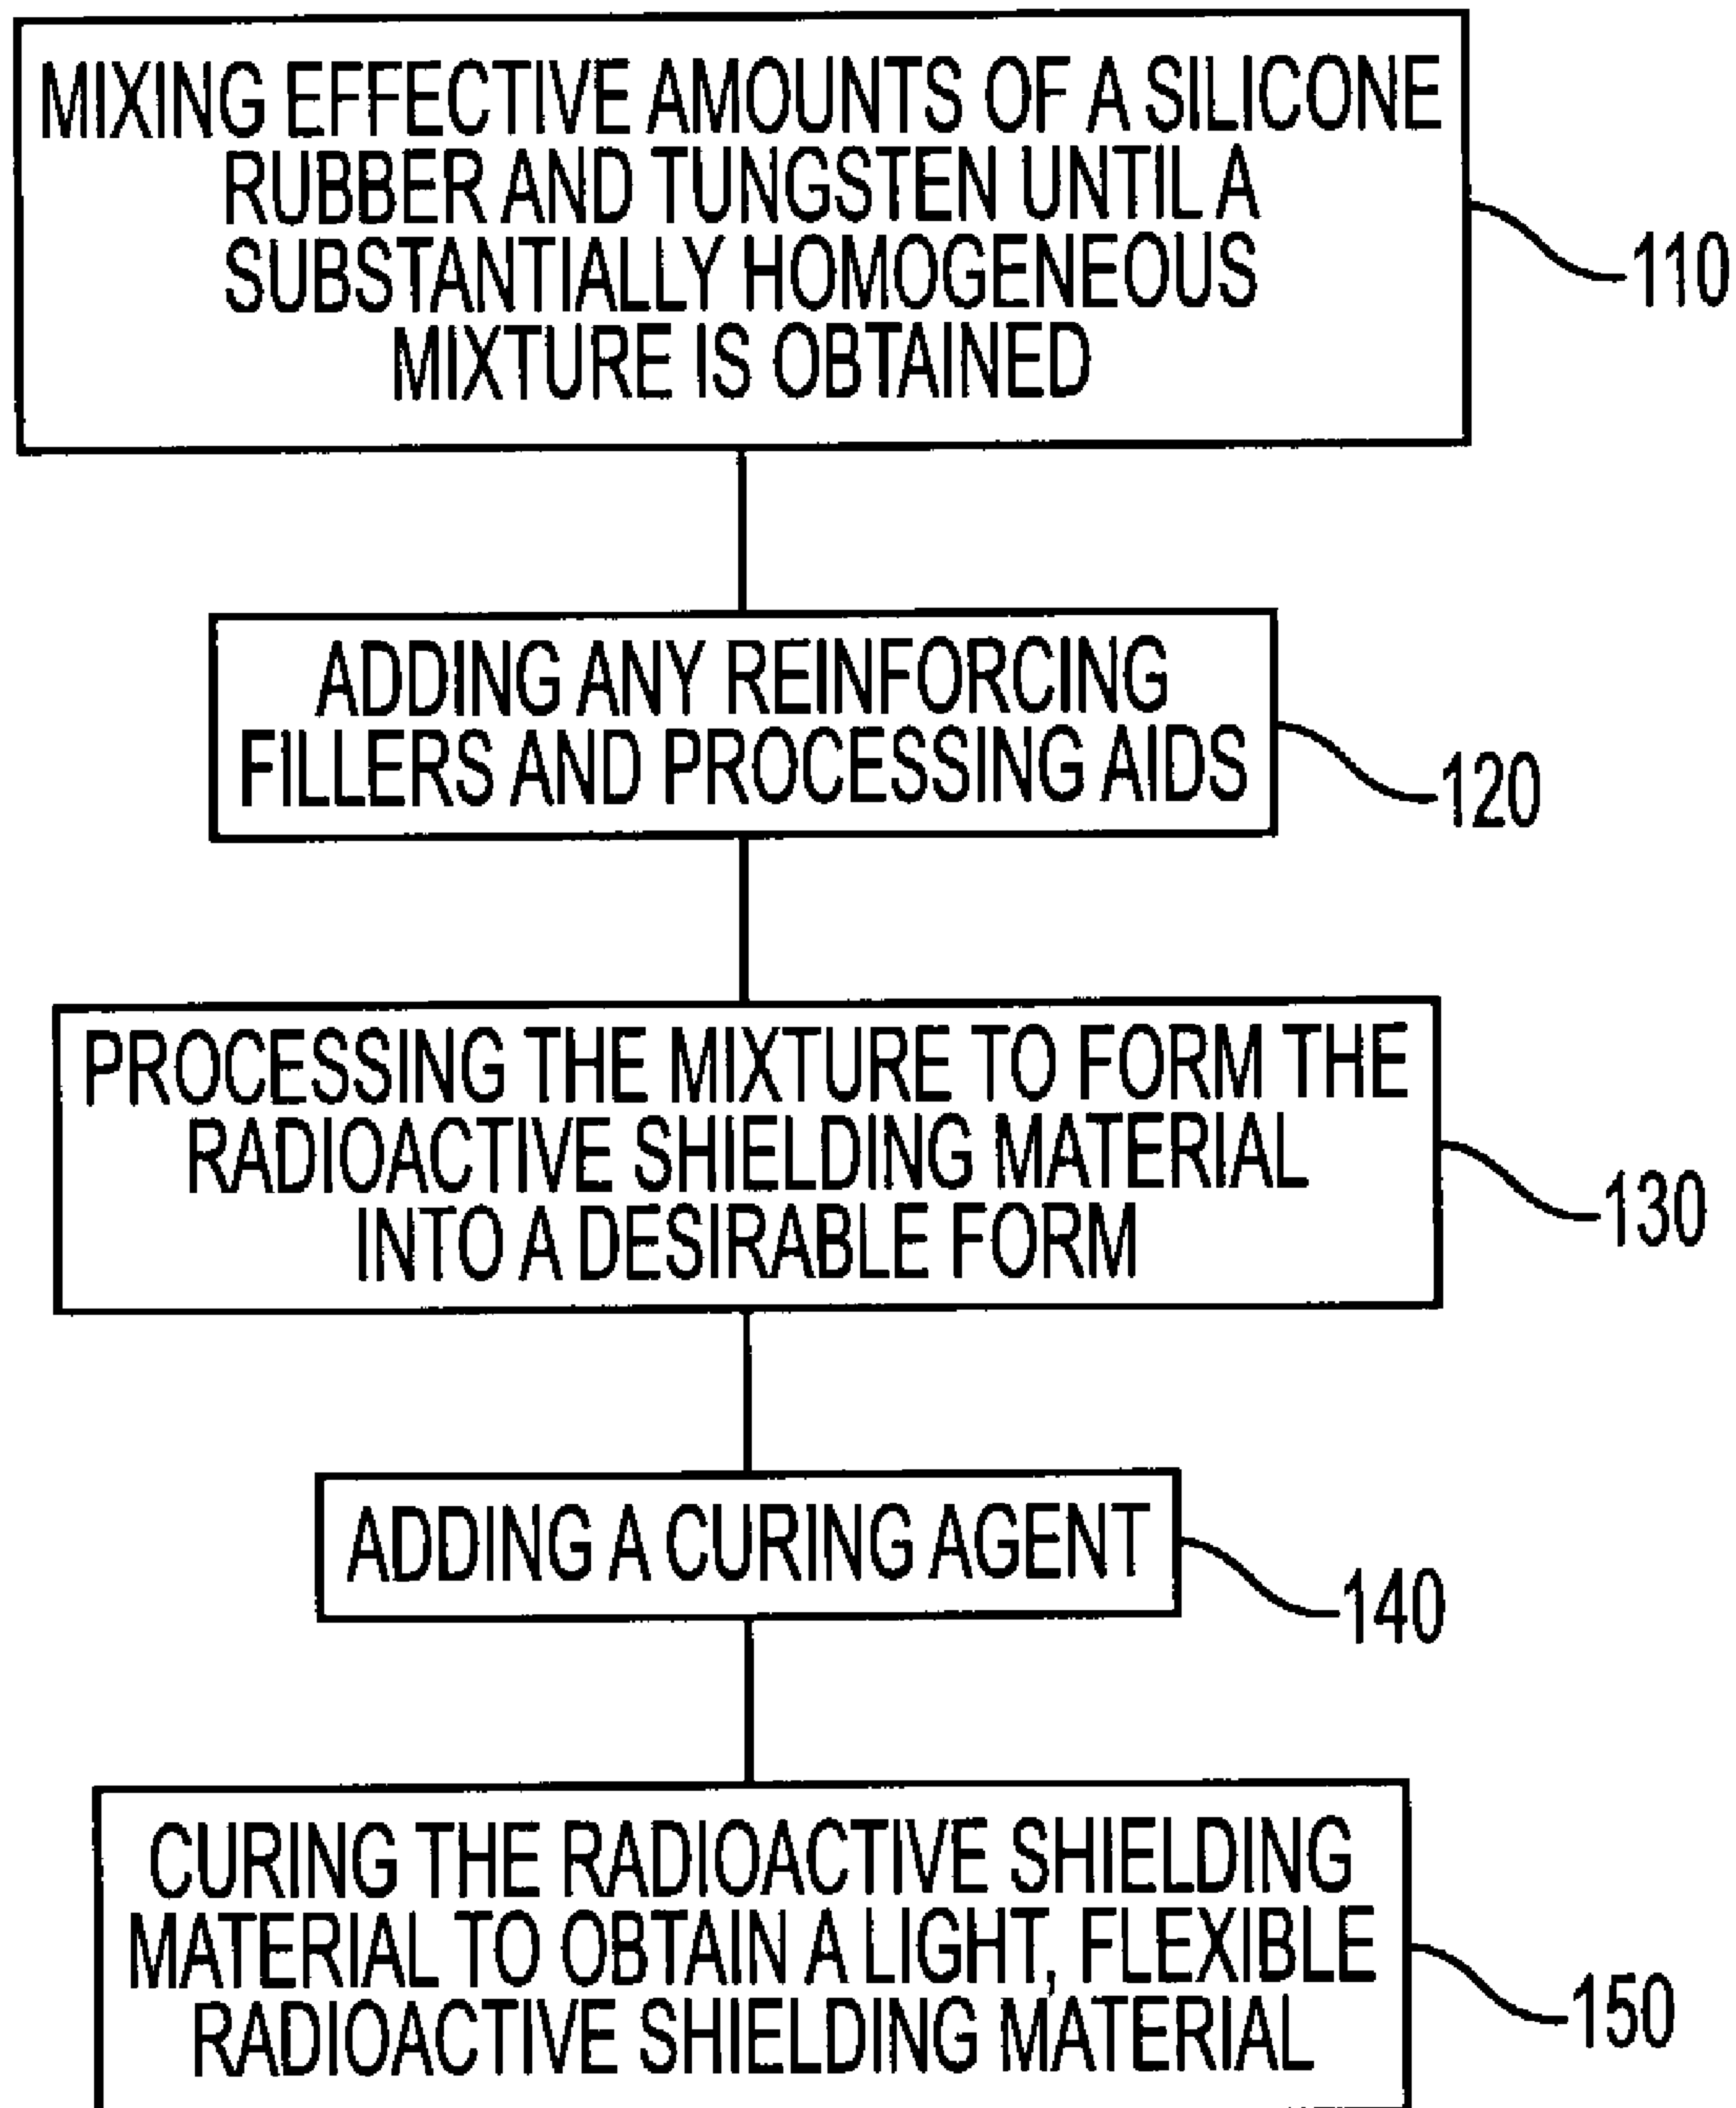 MIXING EFFECTIVE AMOUNTS OF A SILICONE
RUBBER AND TUNGSTEN UNTIL A
SUBSTANTIALLY HOMOGENEOUS
MIXTURE IS OBTAINED
110
ADDING ANY REINFORCING
FILLERS AND PROCESSING AIDS
120
PROCESSING THE MIXTURE TO FORM THE
RADIOACTIVE SHIELDING MATERIAL
INTO A DESIRABLE FORM
130
ADDING A CURING AGENT
140
CURING THE RADIOACTIVE SHIELDING
MATERIAL TO OBTAIN A LIGHT, FLEXIBLE
RADIOACTIVE SHIELDING MATERIAL
150